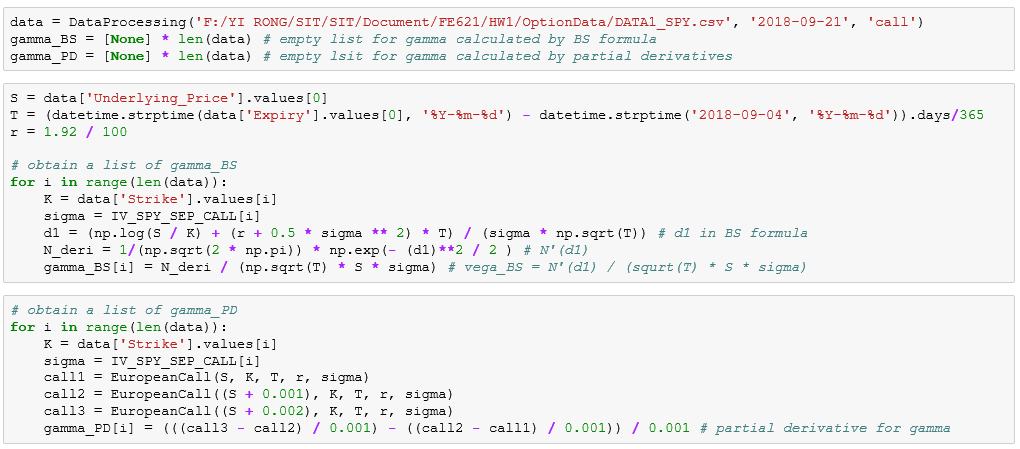 data = DataProcessing('F:/YI RONG/SIT/SIT/Document/FE621/HW1/OptionData/DATA1_SPY.csv', '2018-09-21', 'call')
gamma_BS = [None] * len(data) # empty list for gamma calculated by BS formula
gamma_PD = [None] * len(data) # empty lsit for gamma calculated by partial derivatives
S = data['Underlying_Price'].values[0]
T = (datetime.strptime(data['Expiry'].values[0], '%Y-%m-%d') - datetime.strptime('2018-09-04', '%Y-%m-%d')).days/365
r = 1.92 / 100
# obtain a list of gamma_BS
for i in range(len(data)):
    K = data['Strike'].values[i]
    sigma = IV_SPY_SEP_CALL[i]
    d1 = (np.log(S / K) + (r + 0.5 * sigma ** 2) * T) / (sigma * np.sqrt(T)) # d1 in BS formula
    N_deri = 1/(np.sqrt(2 * np.pi)) * np.exp(- (d1)**2 / 2 ) # N'(d1)
    gamma_BS[i] = N_deri / (np.sqrt(T) * S * sigma) # vega_BS = N'(d1) / (squrt(T) * S * sigma)
# obtain a list of gamma_PD
for i in range(len(data)):
    K = data['Strike'].values[i]
    sigma = IV_SPY_SEP_CALL[i]
    call1 = EuropeanCall(S, K, T, r, sigma)
    call2 = EuropeanCall((S + 0.001), K, T, r, sigma)
    call3 = EuropeanCall((S + 0.002), K, T, r, sigma)
    gamma_PD[i] = (((call3 - call2) / 0.001) - ((call2 - call1) / 0.001)) / 0.001 # partial derivative for gamma